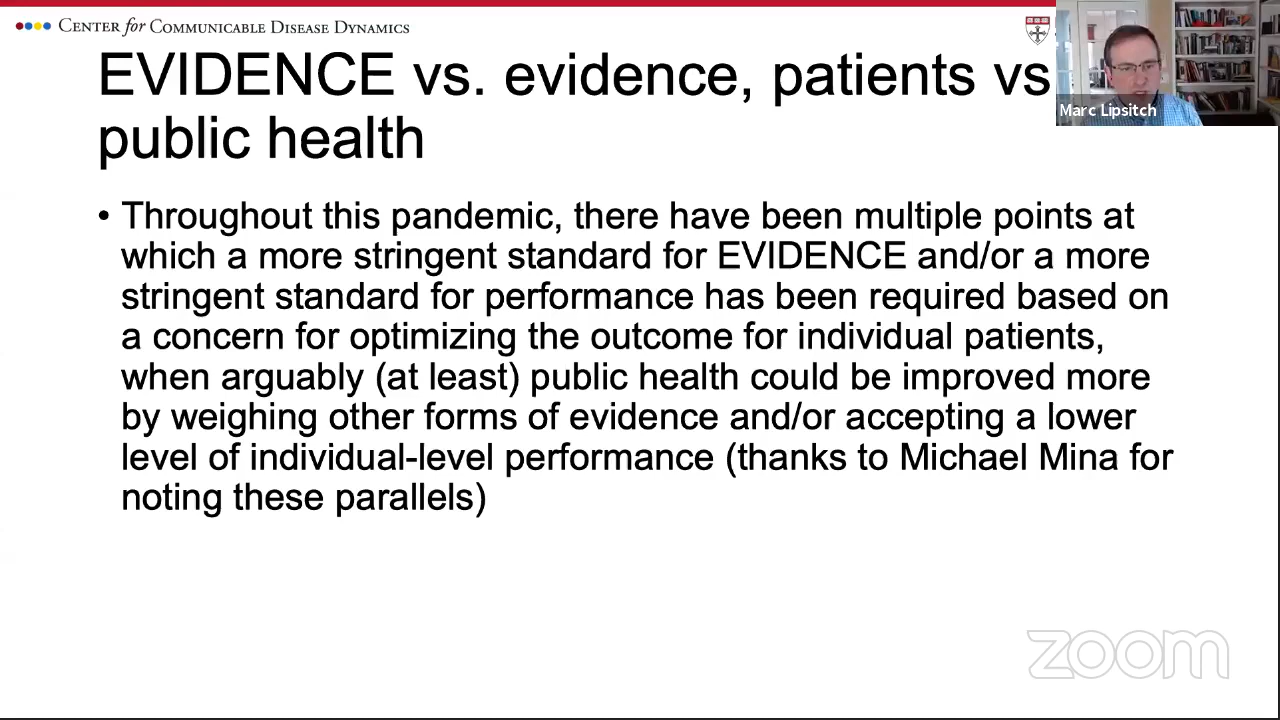 CENTER for COMMUNICABLE DISEASE DYNAMICS
EVIDENCE vs. evidence, patients vs
public health
Marc Lipsitch
• Throughout this pandemic, there have been multiple points at
which a more stringent standard for EVIDENCE and/or a more
stringent standard for performance has been required based on
a concern for optimizing the outcome for individual patients,
when arguably (at least) public health could be improved more
by weighing other forms of evidence and/or accepting a lower
level of individual-level performance (thanks to Michael Mina for
noting these parallels)
zoom